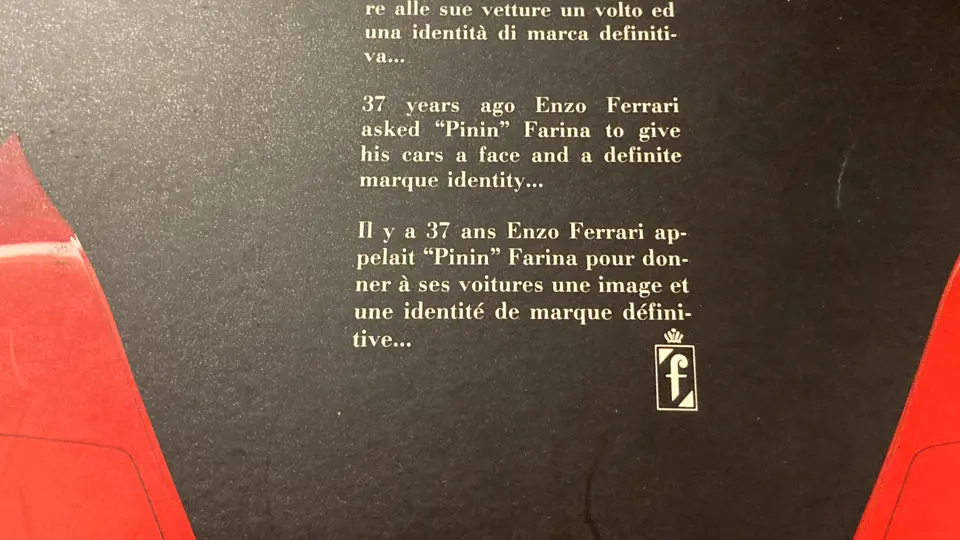 re alle sue vetture un volto ed
una identità di marca definiti-
va...
37 years ago Enzo Ferrari
asked “Pinin” Farina to give
his cars a face and a definite
marque identity...
Il y a 37 ans Enzo Ferrari ap-
pelait “Pinin” Farina pour don-
ner à ses voitures une image et
une identité de marque défini-
tive...
f